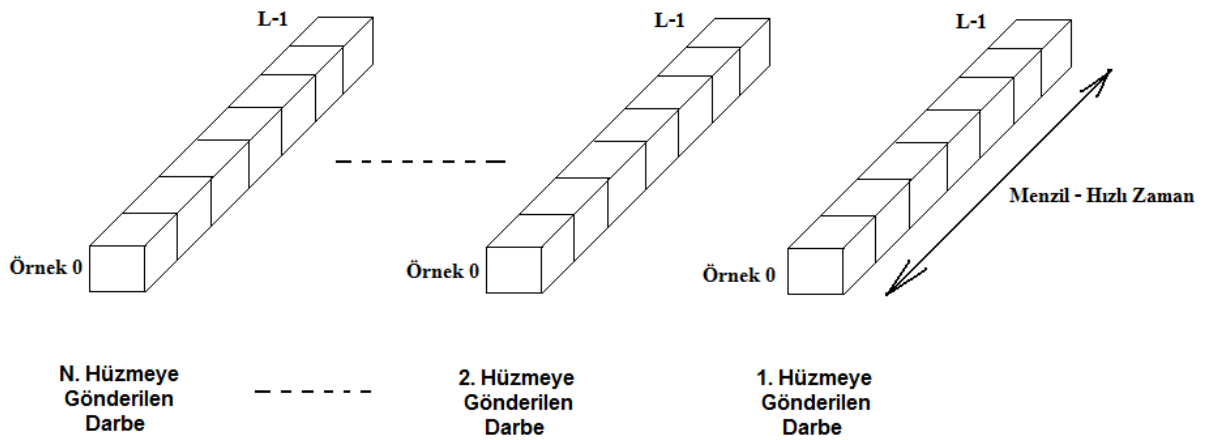 L-1
L-1
L-1
Menzil - Hızlı Zaman
Örnek 0
Örnek 0
Örnek 0
N. Hüzmeye
Gönderilen
Darbe
2. Hüzmeye
Gönderilen
Darbe
1. Hüzmeye
Gönderilen
Darbe